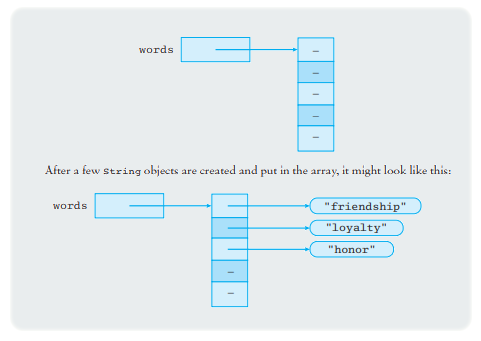 words
–
–
–
–
–
After a few String objects are created and put in the array, it might look like this:
words
"friendship"
"loyalty"
"honor"
–
–